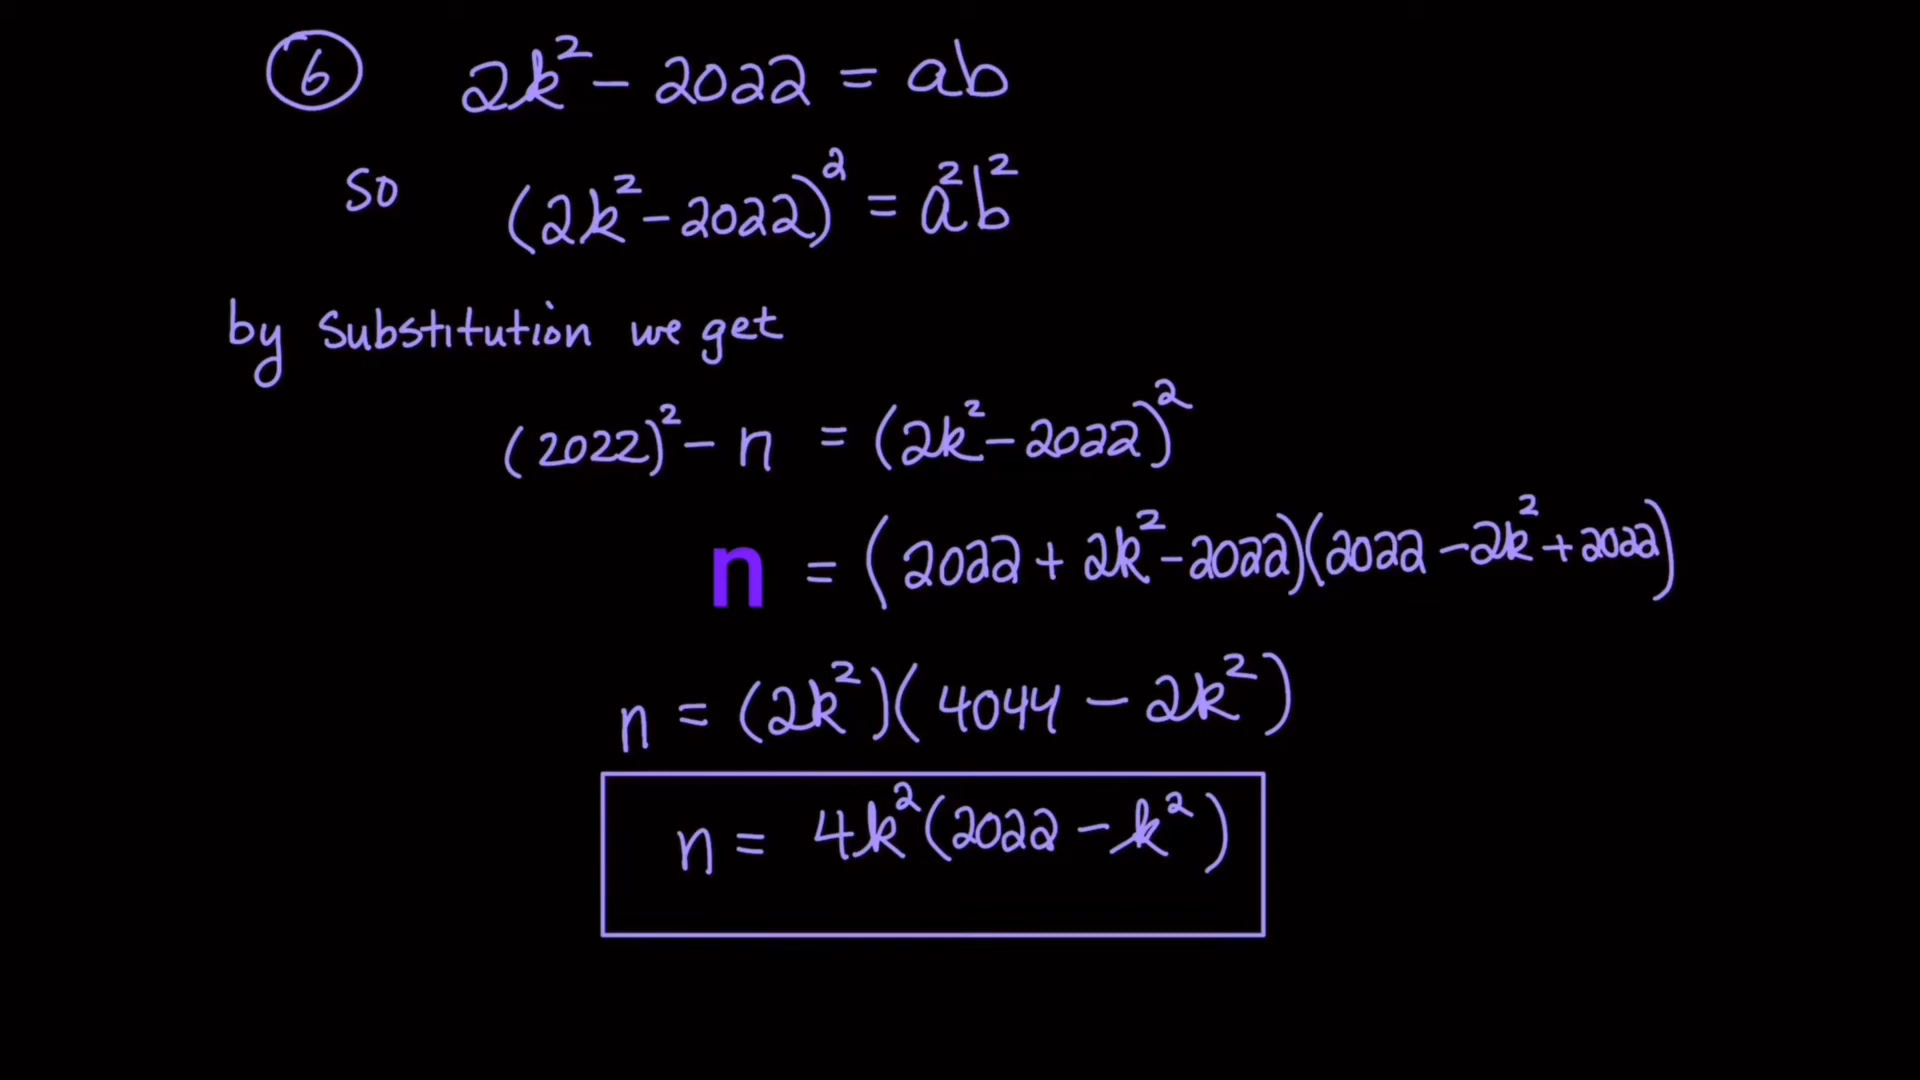 6 2k² - 2022 = ab
so (2k² - 2022)² = a²b²
by substitution we get
(2022)² - n = (2k² - 2022)²
n = (2022 + 2k² - 2022)(2022 - 2k² + 2022)
n = (2k²)(4044 - 2k²)
n = 4k²(2022 - k²)